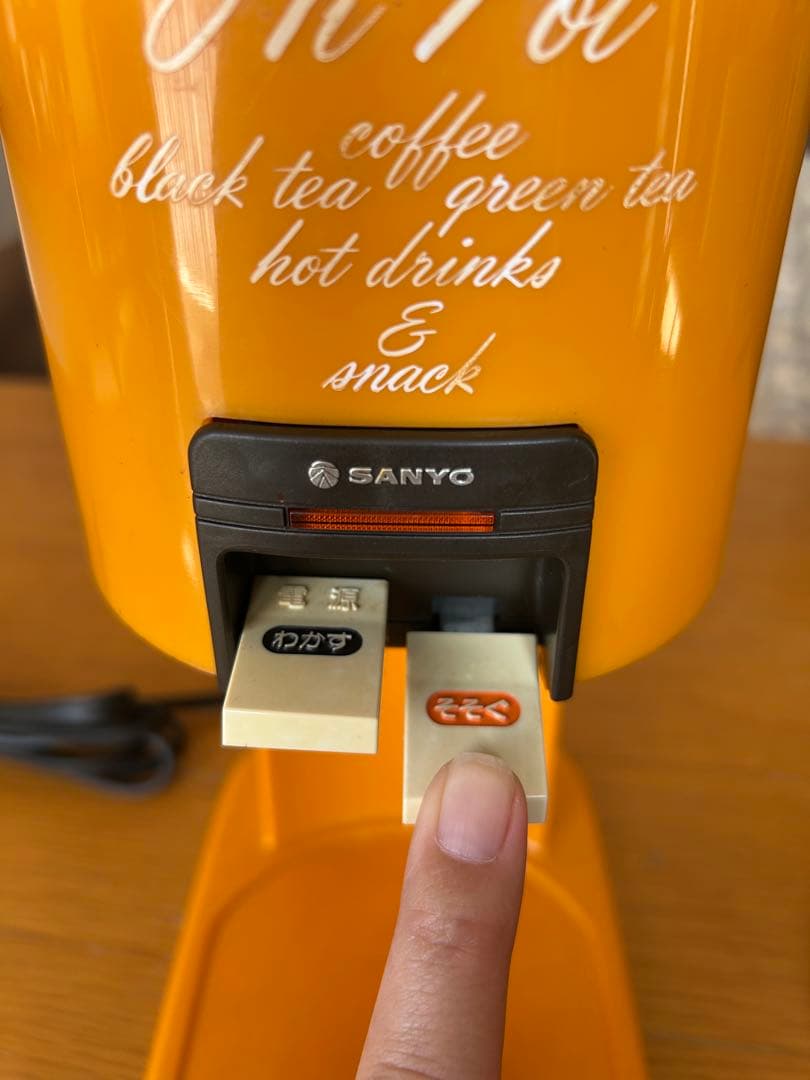 coffee
black tea green tea
hot drinks
&
snack
SANYO
電源
わかす
そそぐ